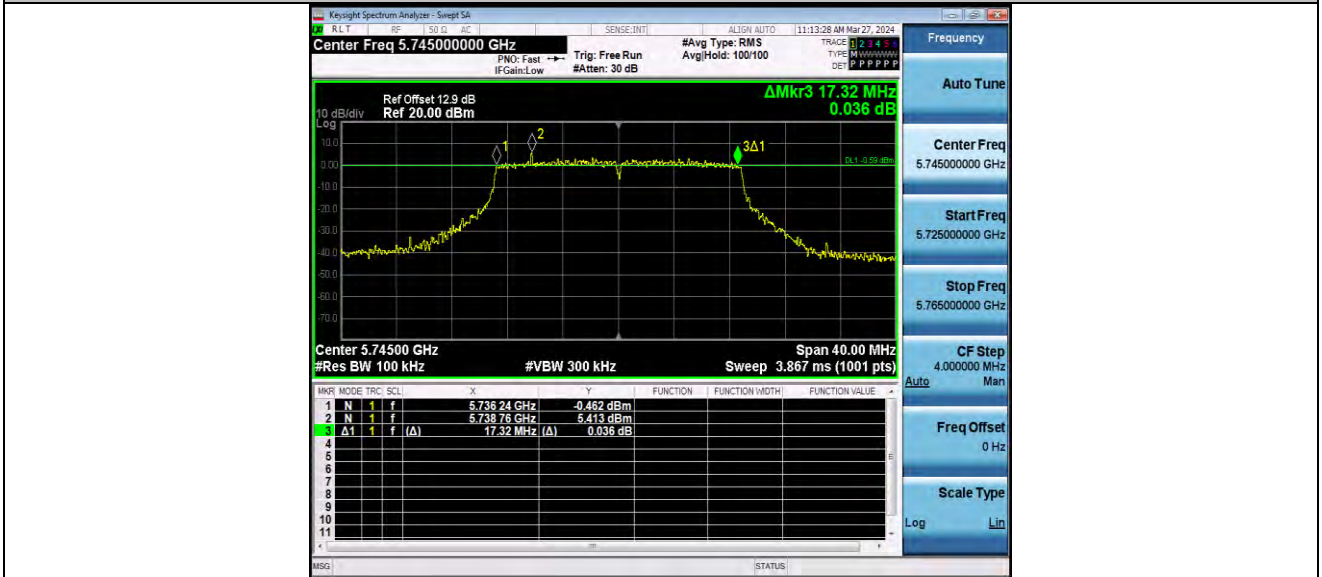 Keysight Spectrum Analyzer - Swept SA
RLT RF 50 Ω AC SENSE:INT ALIGN AUTO 11:13:28 AM Mar 27, 2024
Center Freq 5.745000000 GHz
PNO: Fast
IFGain:Low
Trig: Free Run
#Atten: 30 dB
#Avg Type: RMS
Avg|Hold: 100/100
TRACE 1 2 3 4 5 6
TYPE M WWWWW
DET P P P P P P
ΔMkr3 17.32 MHz
0.036 dB
Ref Offset 12.9 dB
10 dB/div Ref 20.00 dBm
Log
10.0
0.00
-10.0
-20.0
-30.0
-40.0
-50.0
-60.0
-70.0
1
2
3Δ1
DL1 -0.59 dBm
Center 5.74500 GHz Span 40.00 MHz
#Res BW 100 kHz #VBW 300 kHz Sweep 3.867 ms (1001 pts)
MKR MODE TRC SCL X Y FUNCTION FUNCTION WIDTH FUNCTION VALUE
1 N 1 f 5.736 24 GHz -0.462 dBm
2 N 1 f 5.738 76 GHz 5.413 dBm
3 Δ1 1 f (Δ) 17.32 MHz (Δ) 0.036 dB
4
5
6
7
8
9
10
11
MSG STATUS
Frequency
Auto Tune
Center Freq
5.745000000 GHz
Start Freq
5.725000000 GHz
Stop Freq
5.765000000 GHz
CF Step
4.000000 MHz
Auto Man
Freq Offset
0 Hz
Scale Type
Log Lin